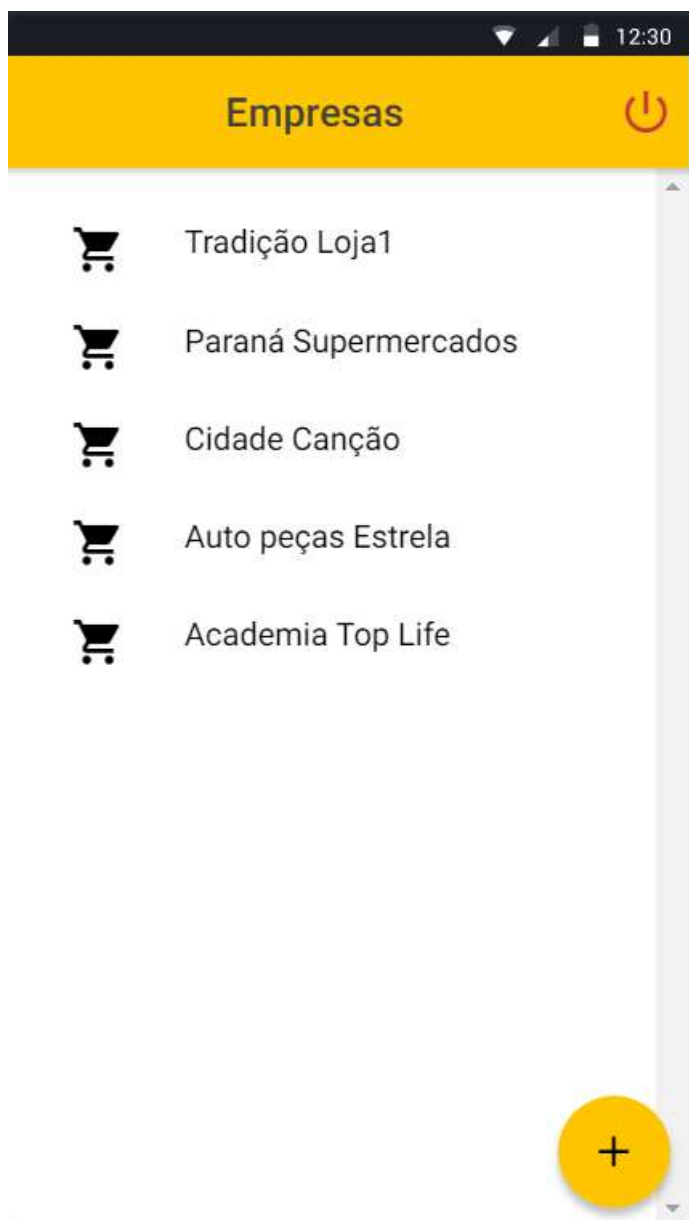 12:30
Empresas
Tradição Loja1
Paraná Supermercados
Cidade Canção
Auto peças Estrela
Academia Top Life
+